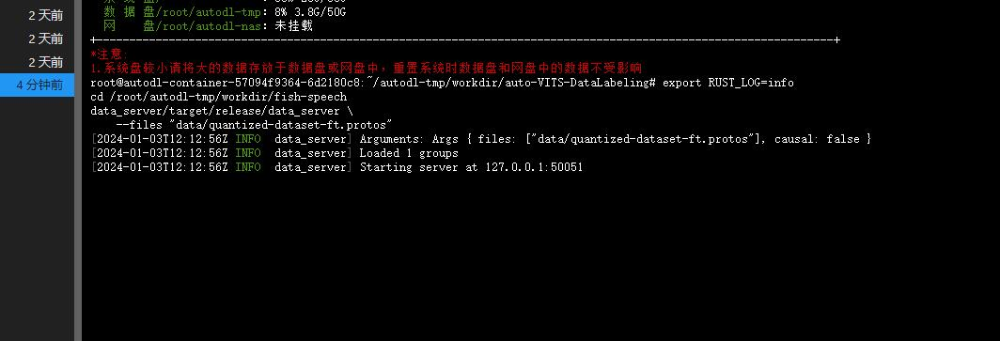 2 天前
2 天前
2 天前
4 分钟前
数 据 盘/root/autodl-tmp: 8% 3.8G/50G
网 盘/root/autodl-nas: 未挂载
+----------------------------------------------------------------------------------------------------------------+
*注意:
1.系统盘较小请将大的数据存放于数据盘或网盘中，重置系统时数据盘和网盘中的数据不受影响
root@autodl-container-57094f9364-6d2180c8:~/autodl-tmp/workdir/auto-VITS-DataLabeling# export RUST_LOG=info
cd /root/autodl-tmp/workdir/fish-speech
data_server/target/release/data_server \
--files "data/quantized-dataset-ft.protos"
[2024-01-03T12:12:56Z INFO data_server] Arguments: Args { files: ["data/quantized-dataset-ft.protos"], causal: false }
[2024-01-03T12:12:56Z INFO data_server] Loaded 1 groups
[2024-01-03T12:12:56Z INFO data_server] Starting server at 127.0.0.1:50051